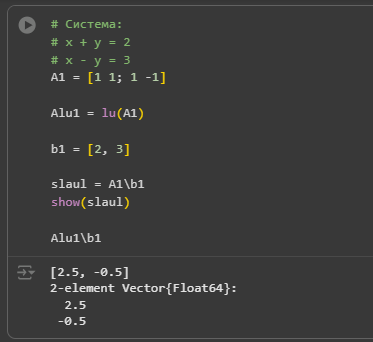 # Система:
# x + y = 2
# x - y = 3
A1 = [1 1; 1 -1]
Alu1 = lu(A1)
b1 = [2, 3]
slaul = A1\b1
show(slaul)
Alu1\b1
[2.5, -0.5]
2-element Vector{Float64}:
  2.5
 -0.5